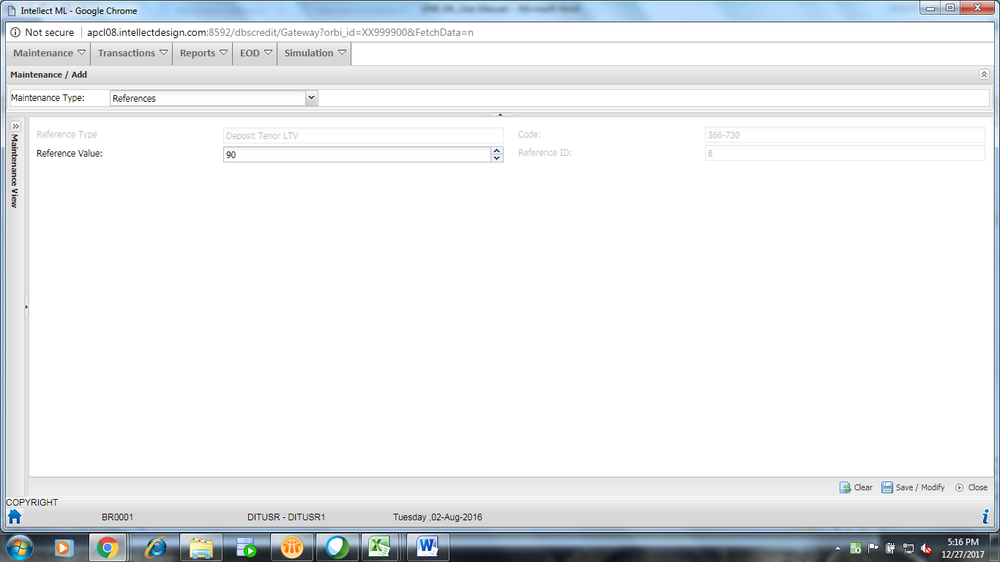 Intellect ML - Google Chrome
Not secure apcl08.intellectdesign.com:8592/dbscredit/Gateway?orbi_id=XX999900&FetchData=n
Maintenance Transactions Reports EOD Simulation
Maintenance / Add
Maintenance Type: References
Maintenance View
Reference Type Deposit Tenor LTV Code: 366-730
Reference Value: 90 Reference ID: 8
Clear Save / Modify Close
COPYRIGHT
BR0001 DITUSR - DITUSR1 Tuesday ,02-Aug-2016
5:16 PM
12/27/2017